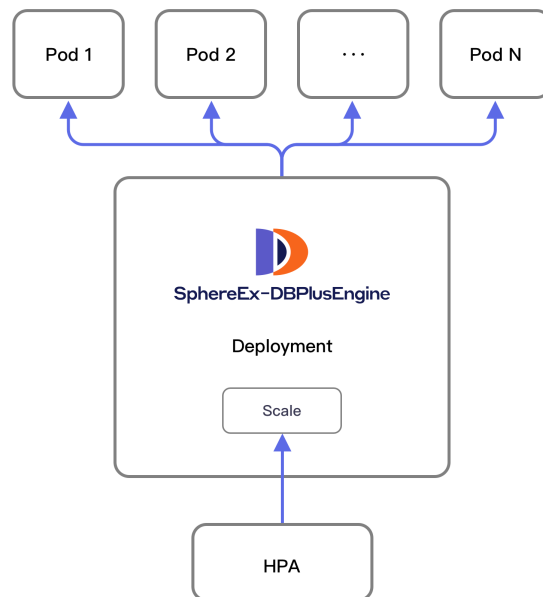 Pod 1
Pod 2
...
Pod N
SphereEx-DBPlusEngine
Deployment
Scale
HPA